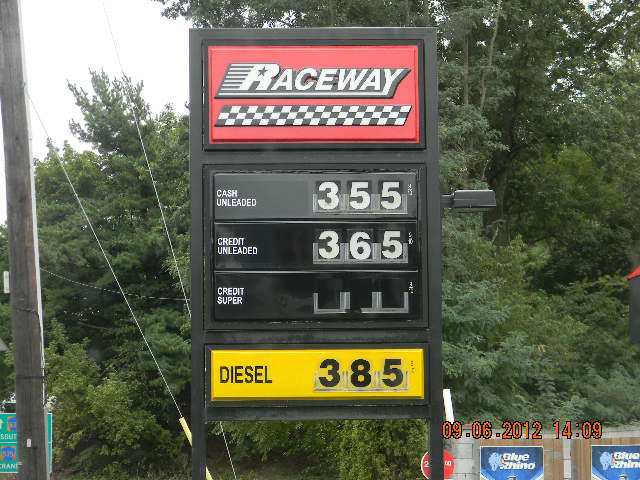 RACEWAY
CASH
UNLEADED
355
CREDIT
UNLEADED
365
CREDIT
SUPER
DIESEL
385
09.06.2012 14:09
Blue
Rhino
Blue
Rhino